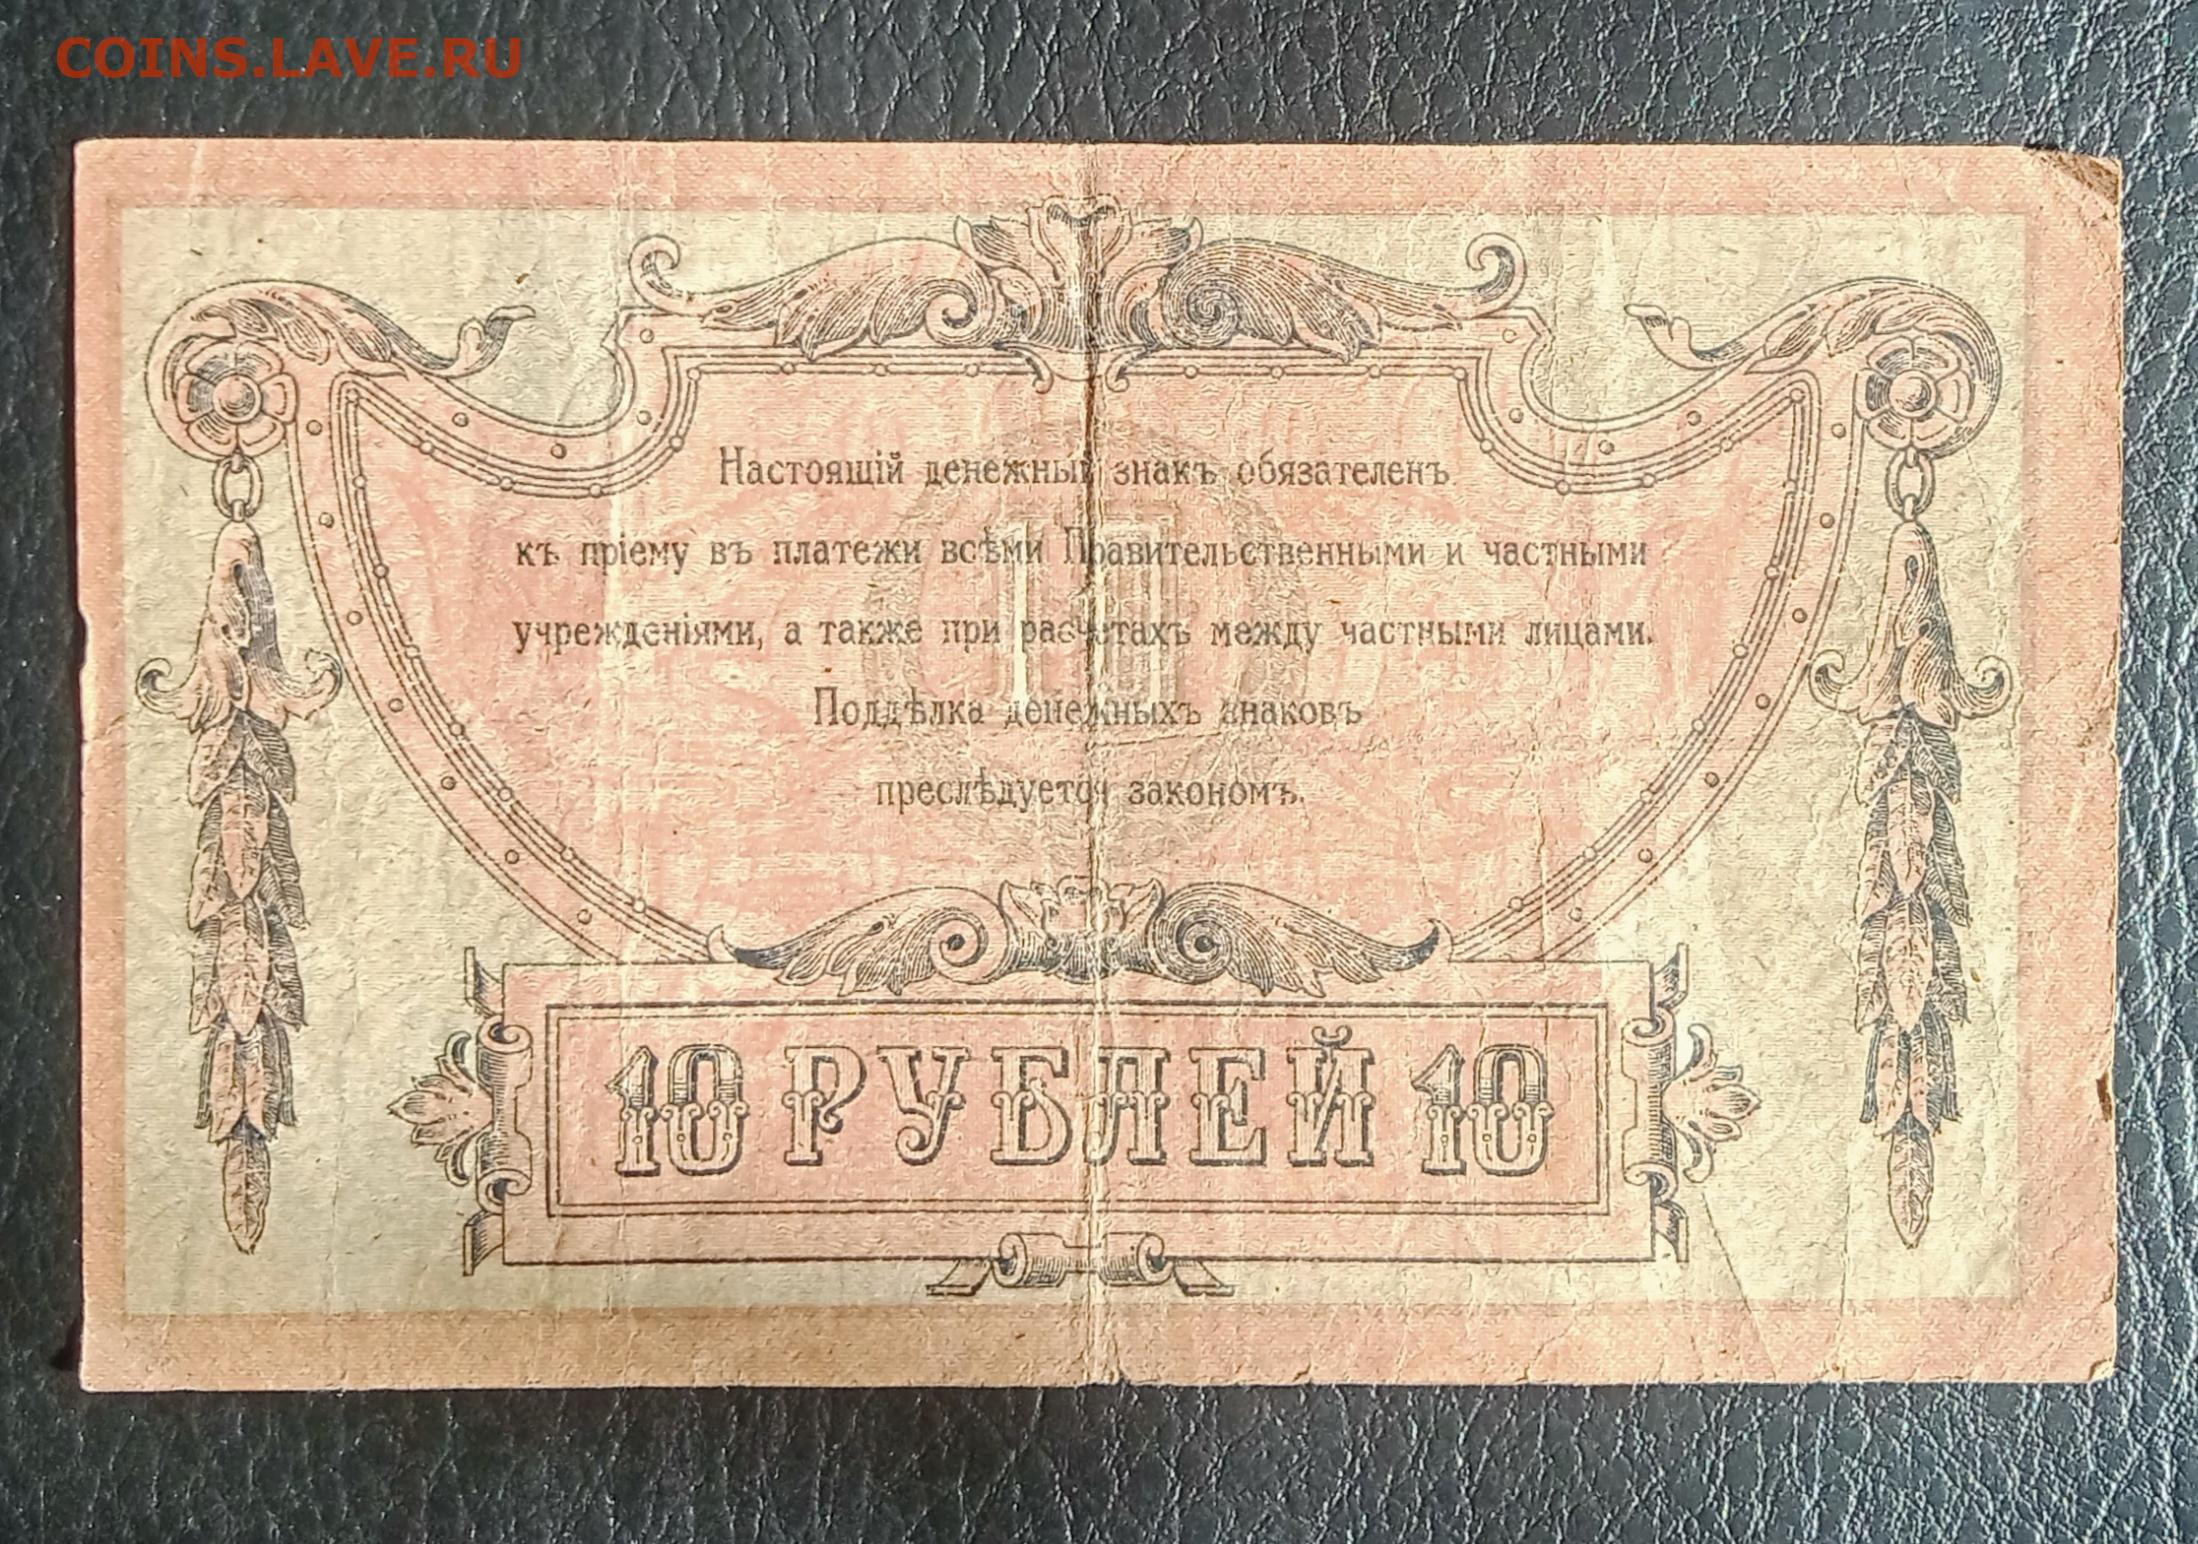 COINS.LAVE.RU
Настоящій денежный знакъ обязателенъ
къ пріему въ платежи всѣми Правительственными и частными
учрежденіями, а также при расчетахъ между частными лицами.
Поддѣлка денежныхъ знаковъ
преслѣдуется закономъ.
10 РУБЛЕЙ 10